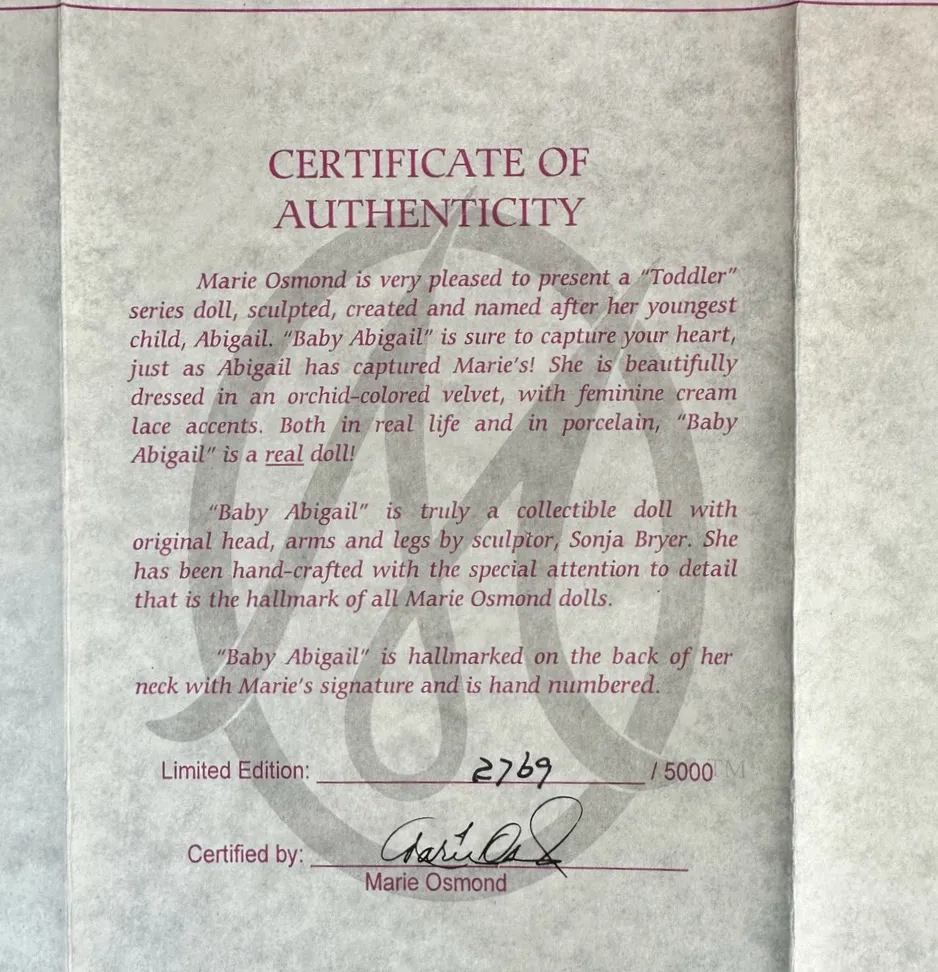 CERTIFICATE OF
AUTHENTICITY
Marie Osmond is very pleased to present a "Toddler"
series doll, sculpted, created and named after her youngest
child, Abigail. "Baby Abigail" is sure to capture your heart,
just as Abigail has captured Marie's! She is beautifully
dressed in an orchid-colored velvet, with feminine cream
lace accents. Both in real life and in porcelain, "Baby
Abigail" is a real doll!
"Baby Abigail" is truly a collectible doll with
original head, arms and legs by sculptor, Sonja Bryer. She
has been hand-crafted with the special attention to detail
that is the hallmark of all Marie Osmond dolls.
"Baby Abigail" is hallmarked on the back of her
neck with Marie's signature and is hand numbered.
Limited Edition: 2769 / 5000 TM
Certified by: Marie Os
Marie Osmond